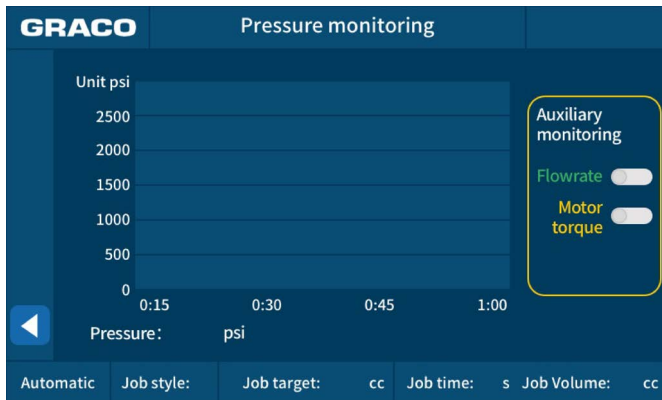 GRACO Pressure monitoring
Unit psi
2500
2000
1500
1000
500
0
0:15 0:30 0:45 1:00
Pressure: psi
Auxiliary
monitoring
Flowrate
Motor
torque
Automatic Job style: Job target: cc Job time: s Job Volume: cc